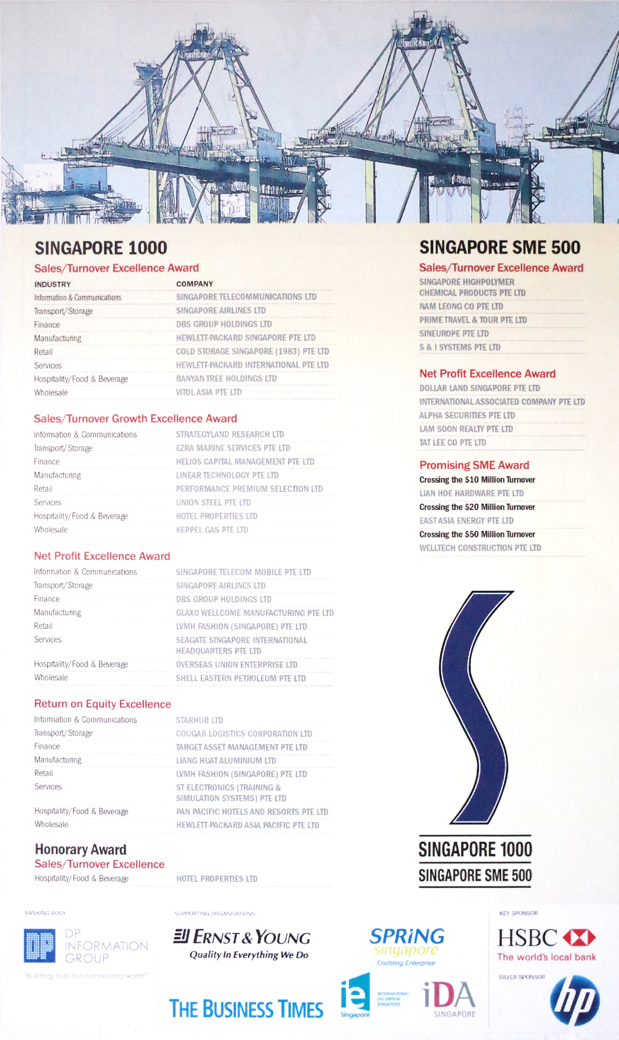 SINGAPORE 1000
Sales/Turnover Excellence Award
INDUSTRY COMPANY
Information & Communications SINGAPORE TELECOMMUNICATIONS LTD
Transport/Storage SINGAPORE AIRLINES LTD
Finance DBS GROUP HOLDINGS LTD
Manufacturing HEWLETT-PACKARD SINGAPORE PTE LTD
Retail COLD STORAGE SINGAPORE (1983) PTE LTD
Services HEWLETT-PACKARD INTERNATIONAL PTE LTD
Hospitality/Food & Beverage BANYAN TREE HOLDINGS LTD
Wholesale VITOL ASIA PTE LTD
Sales/Turnover Growth Excellence Award
Information & Communications STRATEGYLAND RESEARCH LTD
Transport/Storage EZRA MARINE SERVICES PTE LTD
Finance HELIOS CAPITAL MANAGEMENT PTE LTD
Manufacturing LINEAR TECHNOLOGY PTE LTD
Retail PERFORMANCE PREMIUM SELECTION LTD
Services UNION STEEL PTE LTD
Hospitality/Food & Beverage HOTEL PROPERTIES LTD
Wholesale KEPPEL GAS PTE LTD
Net Profit Excellence Award
Information & Communications SINGAPORE TELECOM MOBILE PTE LTD
Transport/Storage SINGAPORE AIRLINES LTD
Finance DBS GROUP HOLDINGS LTD
Manufacturing GLAXO WELLCOME MANUFACTURING PTE LTD
Retail LVMH FASHION (SINGAPORE) PTE LTD
Services SEAGATE SINGAPORE INTERNATIONAL
HEADQUARTERS PTE LTD
Hospitality/Food & Beverage OVERSEAS UNION ENTERPRISE LTD
Wholesale SHELL EASTERN PETROLEUM PTE LTD
Return on Equity Excellence
Information & Communications STARHUB LTD
Transport/Storage COUGAR LOGISTICS CORPORATION LTD
Finance TARGET ASSET MANAGEMENT PTE LTD
Manufacturing LIANG HUAT ALUMINIUM LTD
Retail LVMH FASHION (SINGAPORE) PTE LTD
Services ST ELECTRONICS (TRAINING &
SIMULATION SYSTEMS) PTE LTD
Hospitality/Food & Beverage PAN PACIFIC HOTELS AND RESORTS PTE LTD
Wholesale HEWLETT-PACKARD ASIA PACIFIC PTE LTD
Honorary Award
Sales/Turnover Excellence
Hospitality/Food & Beverage HOTEL PROPERTIES LTD
SINGAPORE SME 500
Sales/Turnover Excellence Award
SINGAPORE HIGHPOLYMER
CHEMICAL PRODUCTS PTE LTD
NAM LEONG CO PTE LTD
PRIME TRAVEL & TOUR PTE LTD
SINEUROPE PTE LTD
S & I SYSTEMS PTE LTD
Net Profit Excellence Award
DOLLAR LAND SINGAPORE PTE LTD
INTERNATIONAL ASSOCIATED COMPANY PTE LTD
ALPHA SECURITIES PTE LTD
LAM SOON REALTY PTE LTD
TAT LEE CO PTE LTD
Promising SME Award
Crossing the $10 Million Turnover
LIAN HOE HARDWARE PTE LTD
Crossing the $20 Million Turnover
EAST ASIA ENERGY PTE LTD
Crossing the $50 Million Turnover
WELLTECH CONSTRUCTION PTE LTD
SINGAPORE 1000
SINGAPORE SME 500
RANKING BODY
DP
DP
INFORMATION
GROUP
"Building trust in a connected world"
SUPPORTING ORGANISATIONS
ERNST & YOUNG
Quality In Everything We Do
THE BUSINESS TIMES
SPRING
singapore
Enabling Enterprise
ie
Singapore
INTERNATIONAL
ENTERPRISE
SINGAPORE
iDA
SINGAPORE
KEY SPONSOR
HSBC
The world's local bank
SILVER SPONSOR
hp